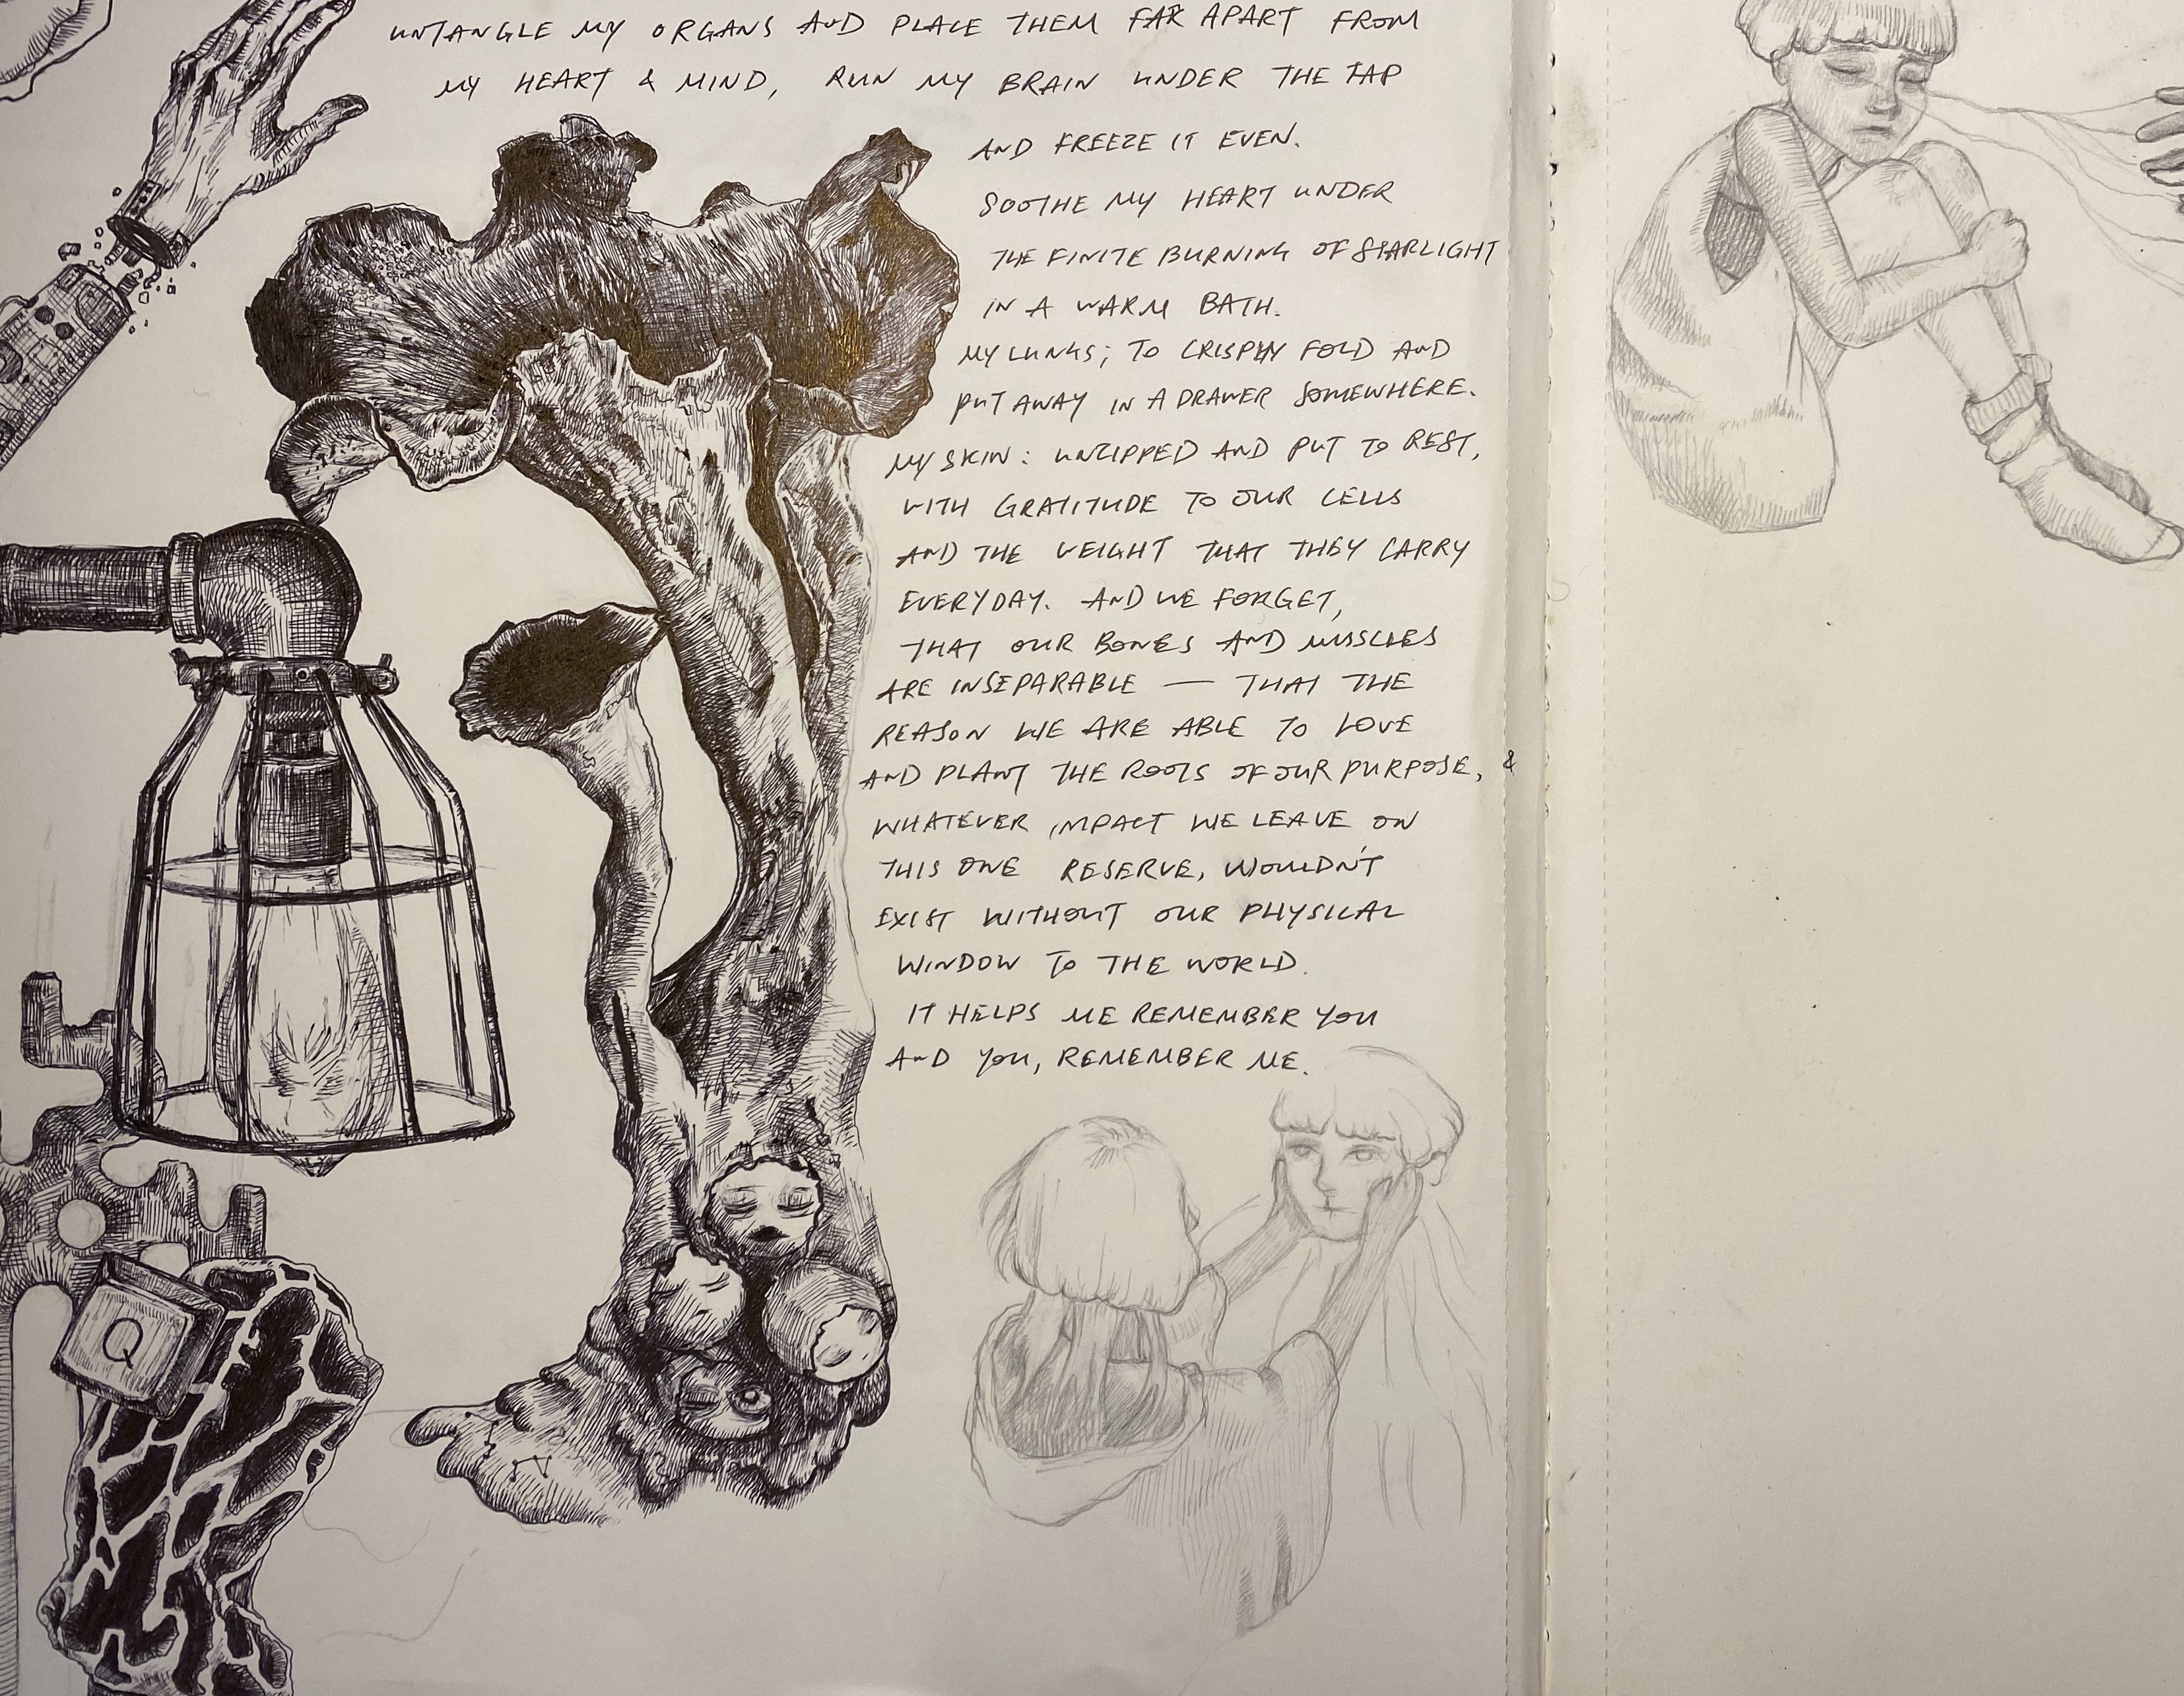 UNTANGLE MY ORGANS AND PLACE THEM FAR APART FROM
MY HEART & MIND, RUN MY BRAIN UNDER THE TAP
AND FREEZE IT EVEN.
SOOTHE MY HEART UNDER
THE FINITE BURNING OF STARLIGHT
IN A WARM BATH.
MY LUNGS; TO CRISPLY FOLD AND
PUT AWAY IN A DRAWER SOMEWHERE.
MY SKIN: UNZIPPED AND PUT TO REST,
WITH GRATITUDE TO OUR CELLS
AND THE WEIGHT THAT THEY CARRY
EVERYDAY. AND WE FORGET,
THAT OUR BONES AND MUSCLES
ARE INSEPARABLE — THAT THE
REASON WE ARE ABLE TO LOVE
AND PLANT THE ROOTS OF OUR PURPOSE, &
WHATEVER IMPACT WE LEAVE ON
THIS ONE RESERVE, WOULDN'T
EXIST WITHOUT OUR PHYSICAL
WINDOW TO THE WORLD.
IT HELPS ME REMEMBER YOU
AND YOU, REMEMBER ME.
Q